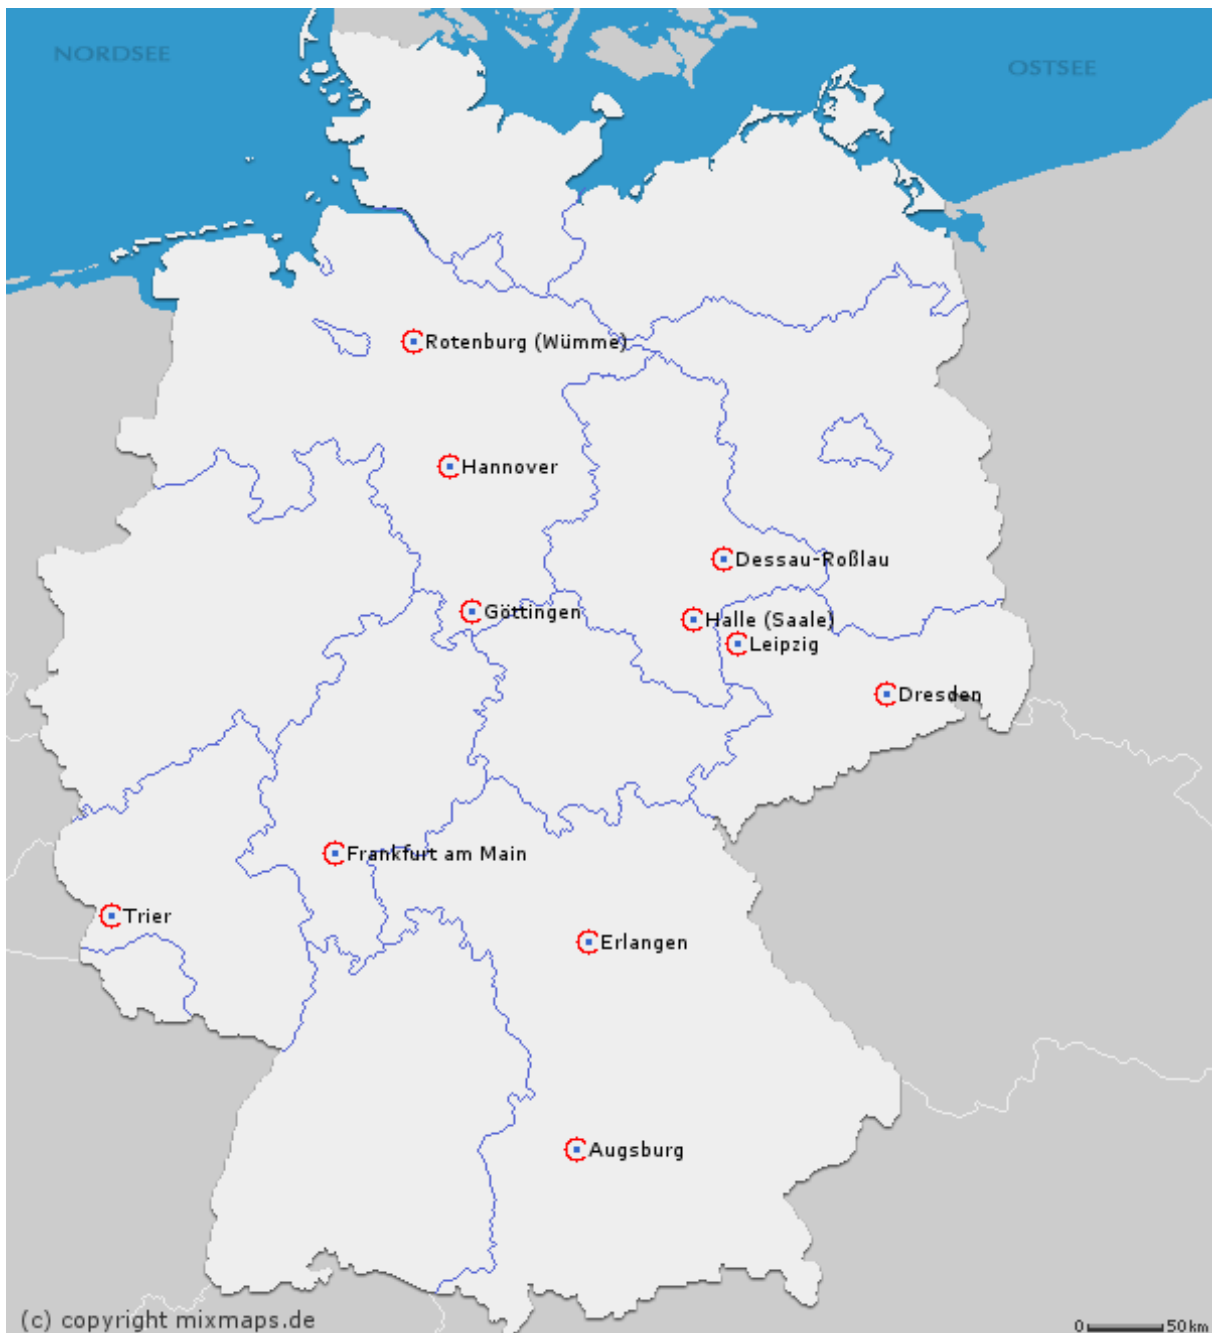 NORDSEE
OSTSEE
Rotenburg (Wümme)
Hannover
Dessau-Roßlau
Göttingen
Halle (Saale)
Leipzig
Dresden
Frankfurt am Main
Trier
Erlangen
Augsburg
(c) copyright mixmaps.de
0 50 km